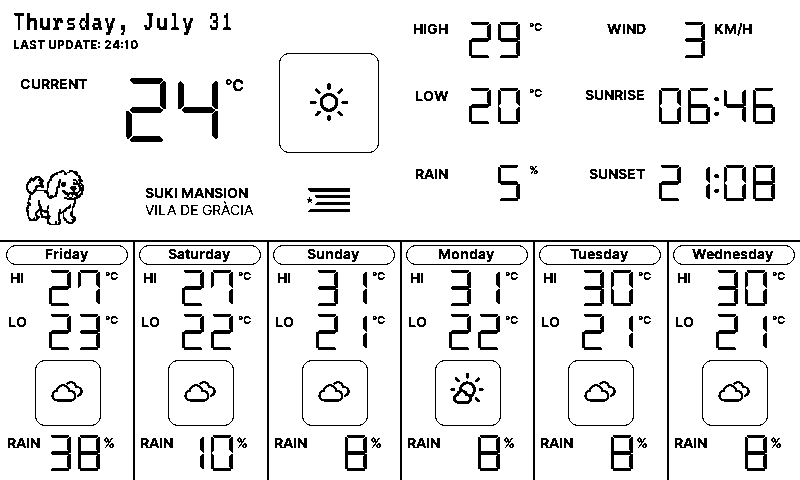 Thursday, July 31
LAST UPDATE: 24:10
CURRENT 24 °C
HIGH 29 °C
WIND 3 KM/H
LOW 20 °C
SUNRISE 06:46
RAIN 5 %
SUNSET 21:08
SUKI MANSION
VILA DE GRÀCIA
Friday
HI 27 °C
LO 23 °C
RAIN 38 %
Saturday
HI 27 °C
LO 22 °C
RAIN 10 %
Sunday
HI 31 °C
LO 21 °C
RAIN 8 %
Monday
HI 31 °C
LO 22 °C
RAIN 8 %
Tuesday
HI 30 °C
LO 21 °C
RAIN 8 %
Wednesday
HI 30 °C
LO 21 °C
RAIN 8 %